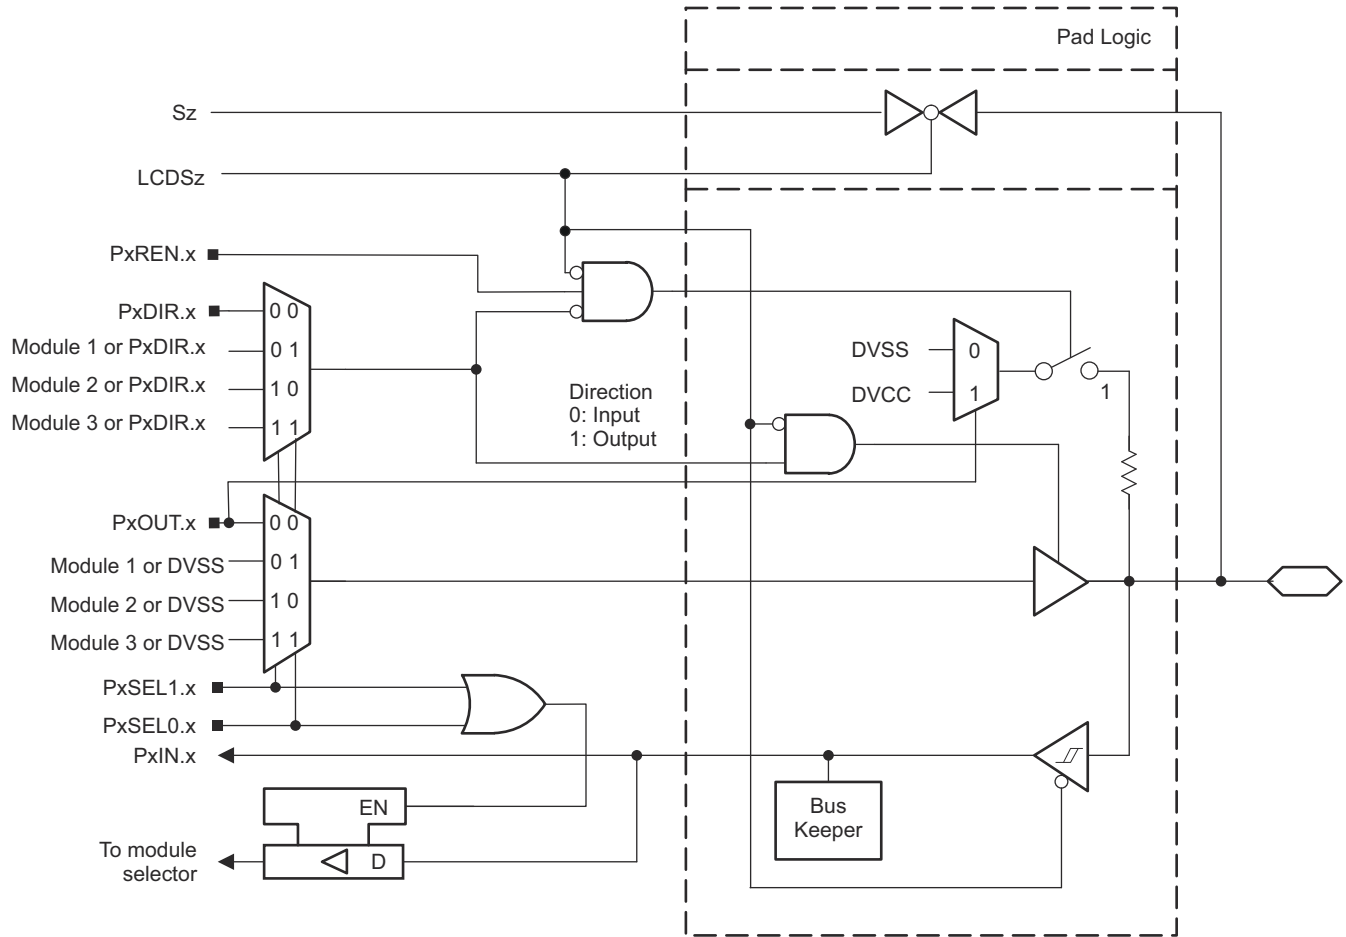 Pad Logic
Sz
LCDSz
PxREN.x
PxDIR.x
0 0
Module 1 or PxDIR.x
0 1
Module 2 or PxDIR.x
1 0
Module 3 or PxDIR.x
1 1
Direction
0: Input
1: Output
DVSS
0
DVCC
1
1
PxOUT.x
0 0
Module 1 or DVSS
0 1
Module 2 or DVSS
1 0
Module 3 or DVSS
1 1
PxSEL1.x
PxSEL0.x
PxIN.x
Bus
Keeper
EN
D
To module
selector